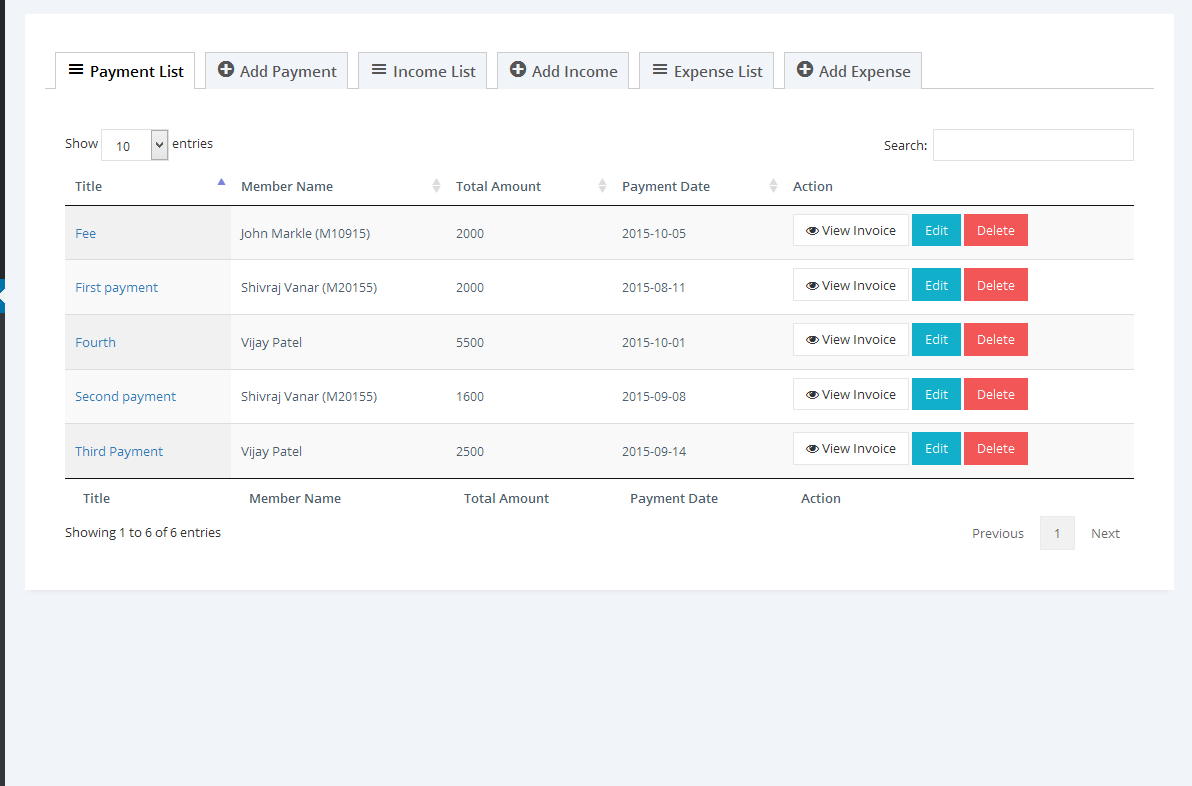 Payment List Add Payment Income List Add Income Expense List Add Expense
Show 10 entries Search:
Title Member Name Total Amount Payment Date Action
Fee John Markle (M10915) 2000 2015-10-05 View Invoice Edit Delete
First payment Shivraj Vanar (M20155) 2000 2015-08-11 View Invoice Edit Delete
Fourth Vijay Patel 5500 2015-10-01 View Invoice Edit Delete
Second payment Shivraj Vanar (M20155) 1600 2015-09-08 View Invoice Edit Delete
Third Payment Vijay Patel 2500 2015-09-14 View Invoice Edit Delete
Title Member Name Total Amount Payment Date Action
Showing 1 to 6 of 6 entries Previous 1 Next